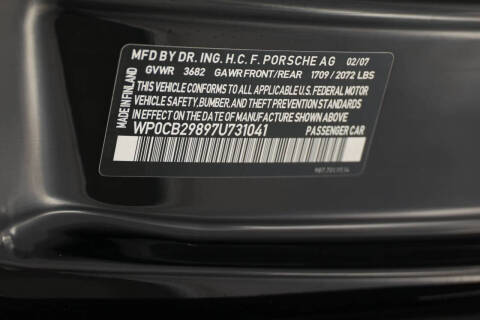 MFD BY DR. ING. H.C. F. PORSCHE AG 02/07
GVWR 3682 GAWR FRONT/REAR 1709/2072 LBS
THIS VEHICLE CONFORMS TO ALL APPLICABLE U.S. FEDERAL MOTOR
VEHICLE SAFETY, BUMPER, AND THEFT PREVENTION STANDARDS
IN EFFECT ON THE DATE OF MANUFACTURE SHOWN ABOVE.
WP0CB29897U731041 PASSENGER CAR
MADE IN FINLAND